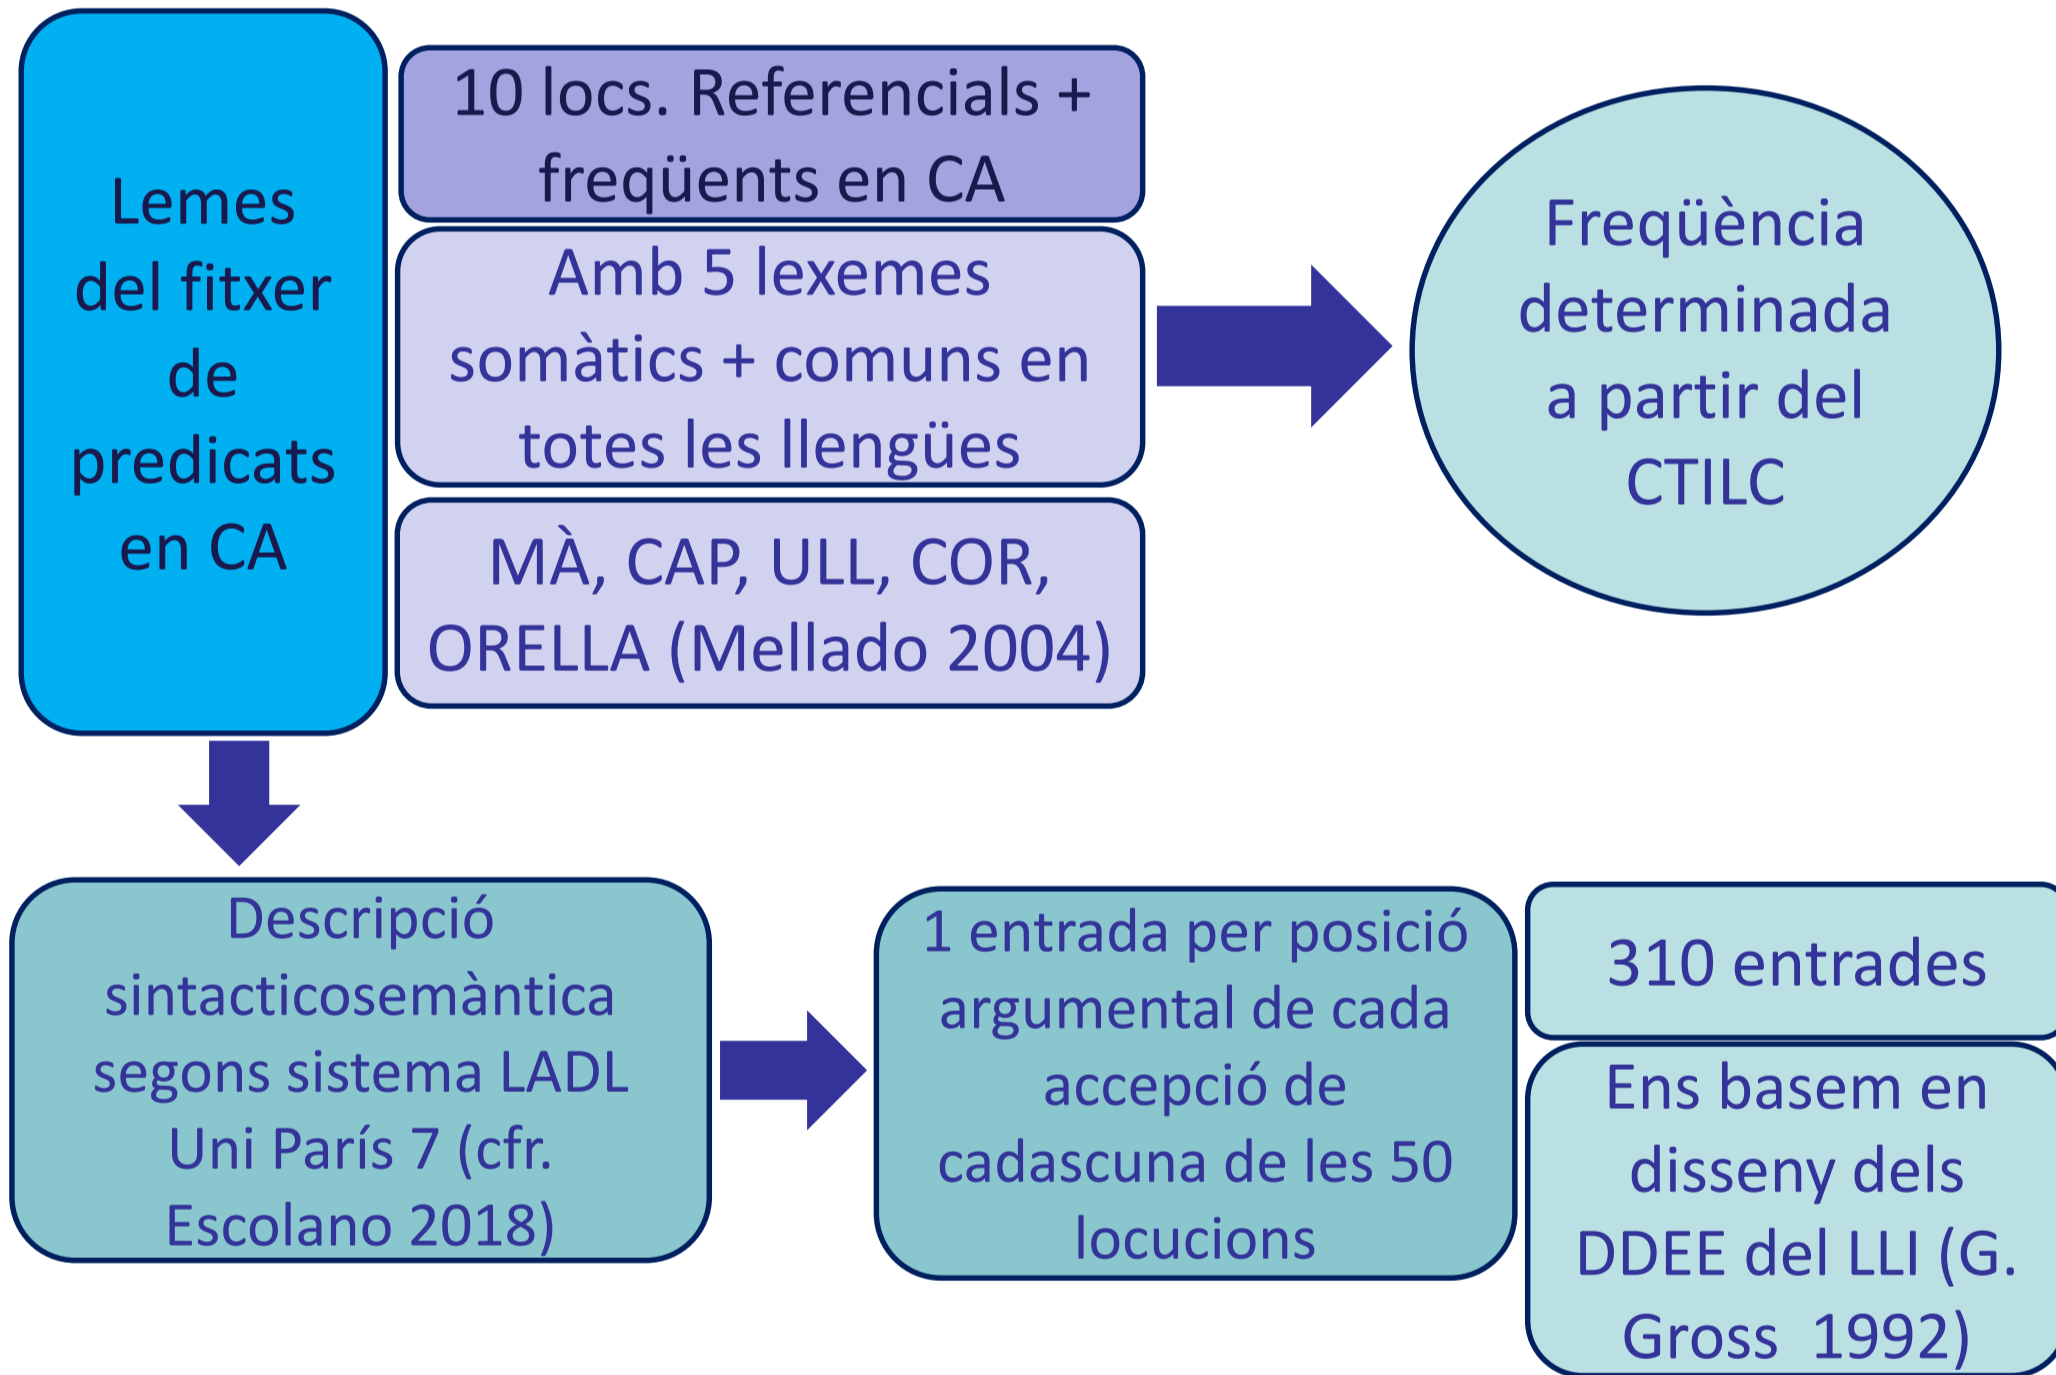 Lemes
del fitxer
de
predicats
en CA
10 locs. Referencials +
freqüents en CA
Amb 5 lexemes
somàtics + comuns en
totes les llengües
MÀ, CAP, ULL, COR,
ORELLA (Mellado 2004)
Freqüència
determinada
a partir del
CTILC
Descripció
sintacticosemàntica
segons sistema LADL
Uni París 7 (cfr.
Escolano 2018)
1 entrada per posició
argumental de cada
accepció de
cadascuna de les 50
locucions
310 entrades
Ens basem en
disseny dels
DDEE del LLI (G.
Gross  1992)